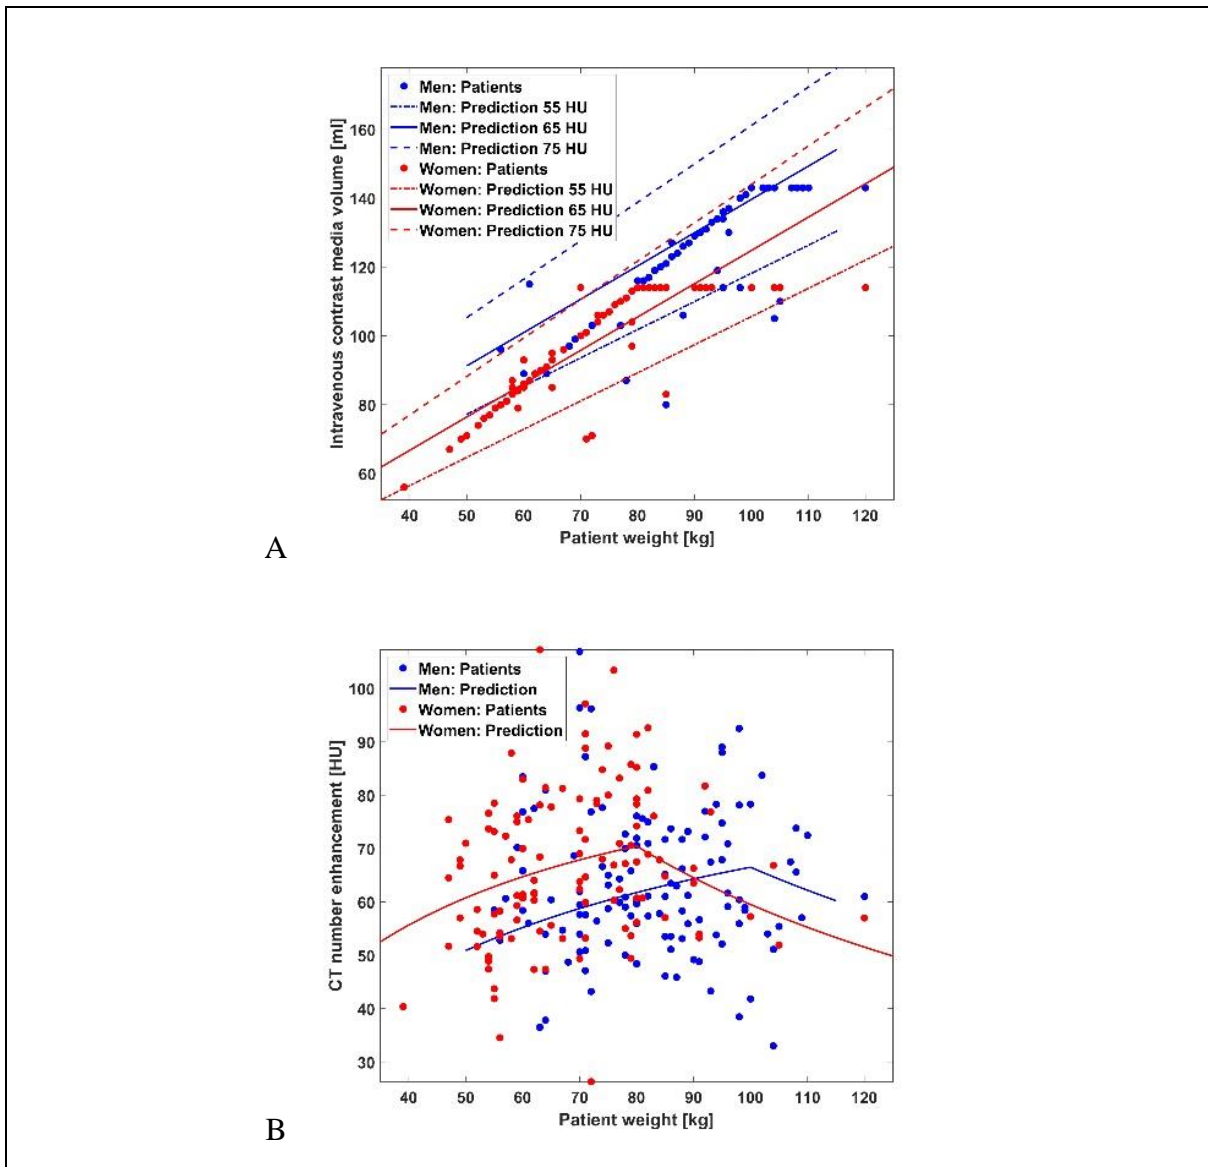 Men: Patients
Men: Prediction 55 HU
Men: Prediction 65 HU
Men: Prediction 75 HU
Women: Patients
Women: Prediction 55 HU
Women: Prediction 65 HU
Women: Prediction 75 HU
Intravenous contrast media volume [ml]
160
140
120
100
80
60
40 50 60 70 80 90 100 110 120
Patient weight [kg]
A
Men: Patients
Men: Prediction
Women: Patients
Women: Prediction
CT number enhancement [HU]
100
90
80
70
60
50
40
30
40 50 60 70 80 90 100 110 120
Patient weight [kg]
B